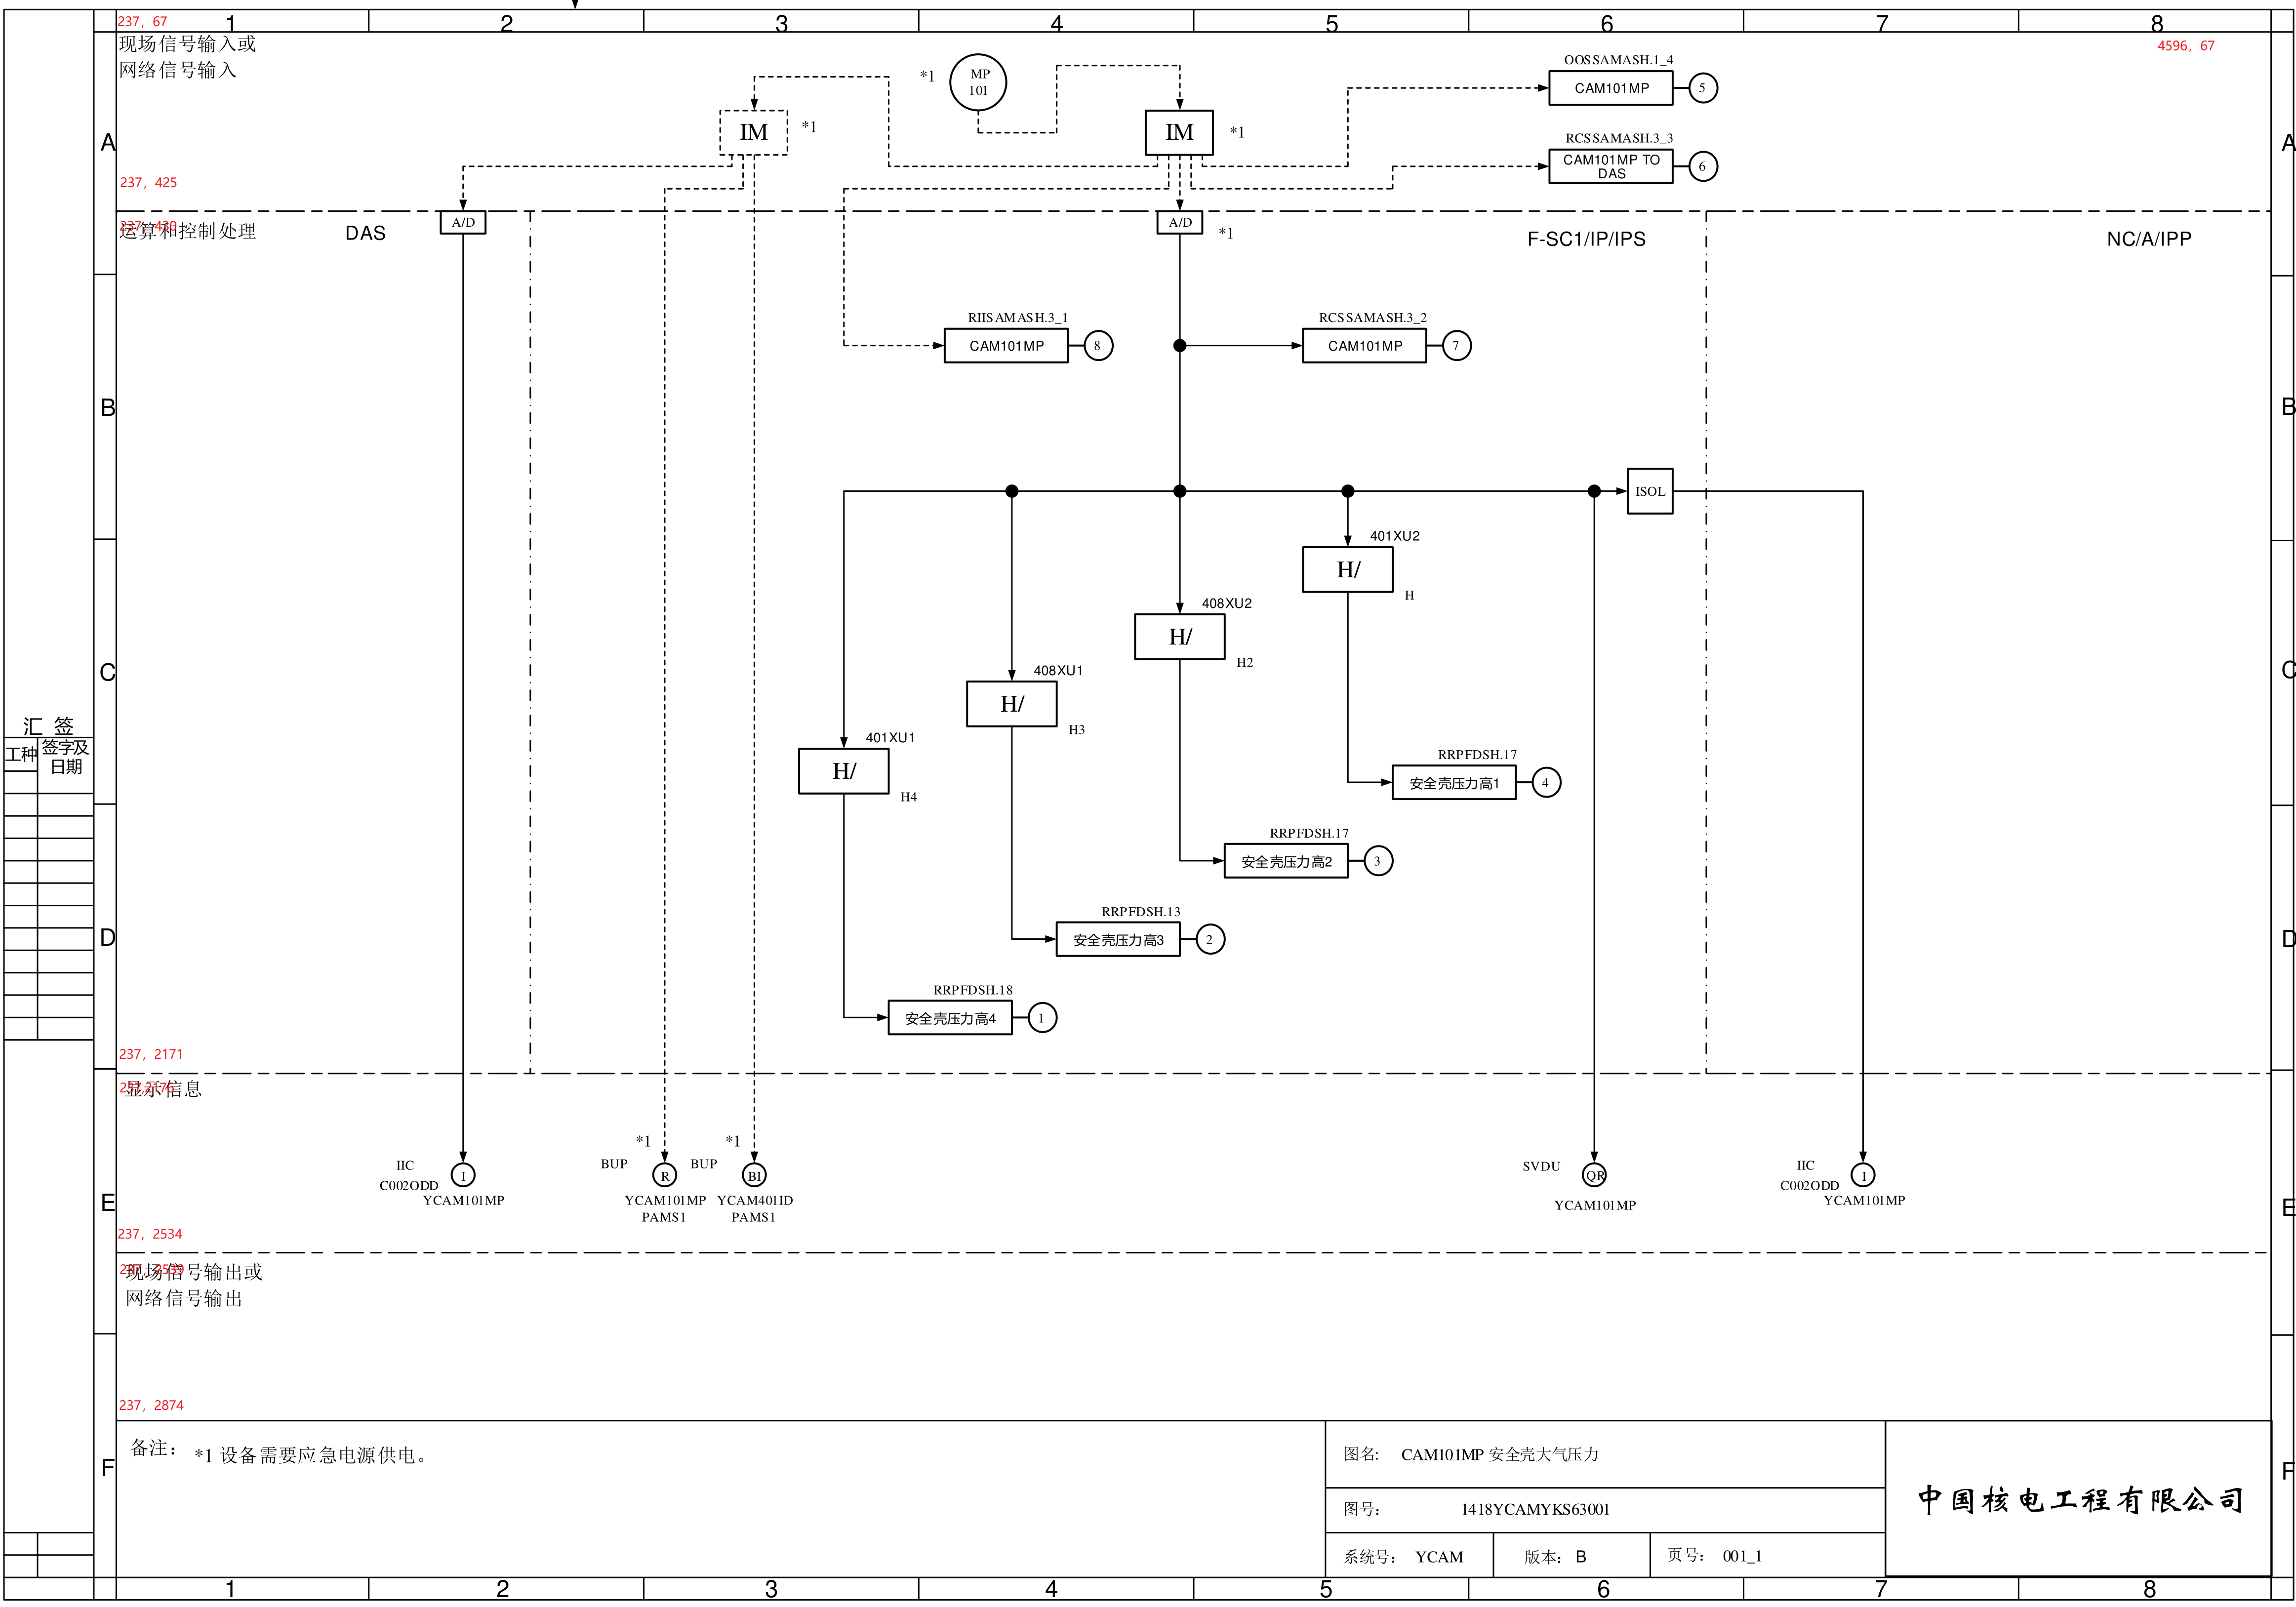 1 2 3 4 5 6 7 8
237, 67
4596, 67
现场信号输入或
网络信号输入
*1
MP
101
IM
*1
IM
*1
OOSSAMASH.1_4
CAM101MP
5
RCSSAMASH.3_3
CAM101MP TO
DAS
6
A
A
237, 425
运算和控制处理
DAS
A/D
A/D
*1
F-SC1/IP/IPS
NC/A/IPP
RIISAMASH.3_1
CAM101MP
8
RCSSAMASH.3_2
CAM101MP
7
B
B
ISOL
401XU2
H/
H
408XU2
H/
H2
408XU1
H/
H3
401XU1
H/
H4
C
C
汇 签
工种
签字及
日期
RRPFDSH.17
安全壳压力高1
4
RRPFDSH.17
安全壳压力高2
3
RRPFDSH.13
安全壳压力高3
2
RRPFDSH.18
安全壳压力高4
1
D
D
237, 2171
显示信息
IIC
C002ODD
I
YCAM101MP
*1
BUP
R
YCAM101MP
PAMS1
*1
BUP
BI
YCAM401ID
PAMS1
SVDU
QR
YCAM101MP
IIC
C002ODD
I
YCAM101MP
E
E
237, 2534
现场信号输出或
网络信号输出
237, 2874
备注： *1 设备需要应急电源供电。
F
F
图名: CAM101MP 安全壳大气压力
图号: 1418YCAMYKS63001
系统号: YCAM
版本: B
页号: 001_1
中国核电工程有限公司
1 2 3 4 5 6 7 8